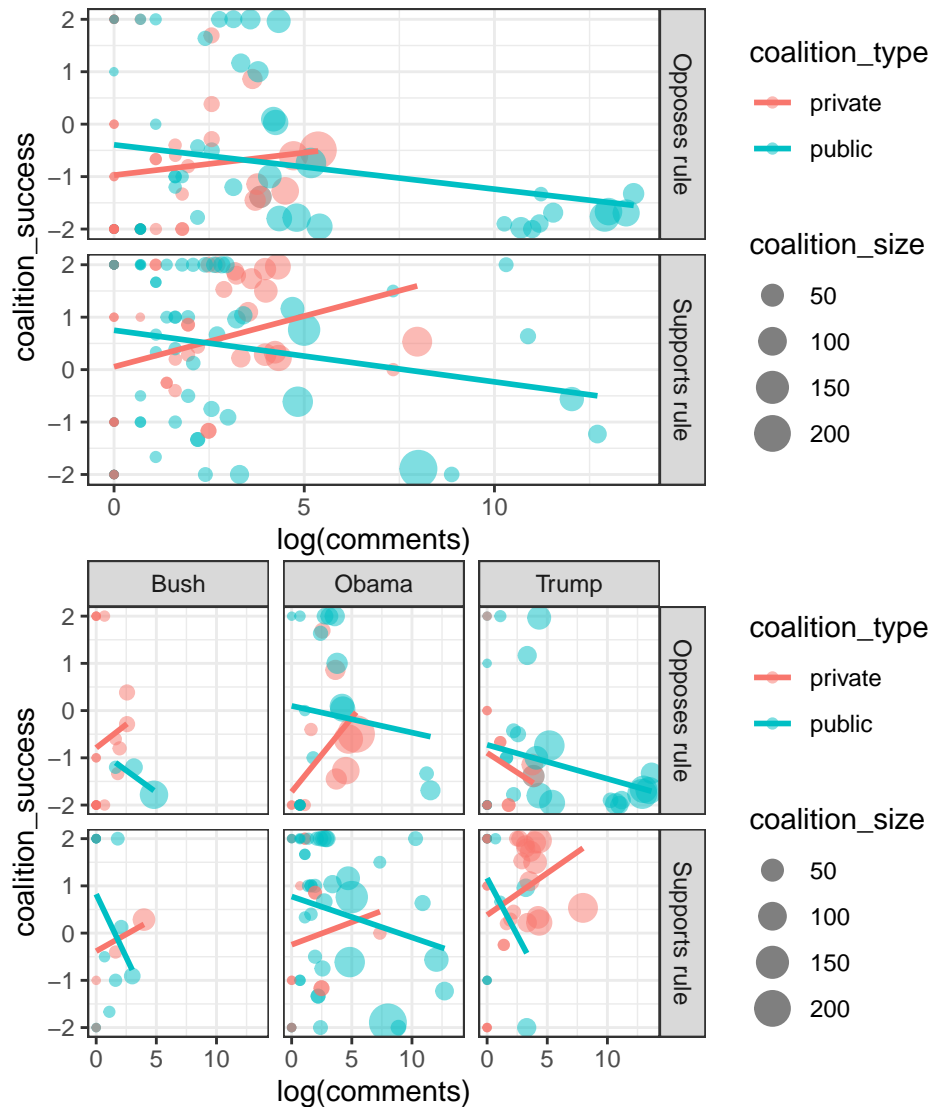 2
1
0
−1
−2
Opposes rule
2
1
0
−1
−2
Supports rule
0
5
10
log(comments)
coalition_success
coalition_type
private
public
coalition_size
50
100
150
200
Bush
Obama
Trump
2
1
0
−1
−2
Opposes rule
2
1
0
−1
−2
Supports rule
0 5 10
0 5 10
0 5 10
log(comments)
coalition_success
coalition_type
private
public
coalition_size
50
100
150
200